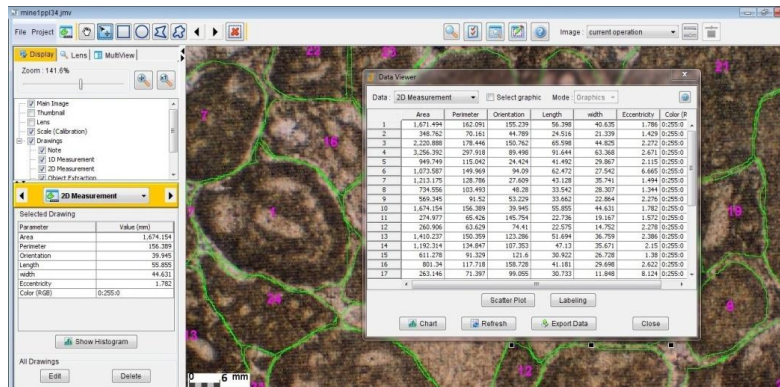 mine1ppl34.jmv
File Project
Image : current operation
Display Lens MultiView
Zoom : 141.6%
Main Image
Thumbnail
Lens
Scale (Calibration)
Drawings
Note
1D Measurement
2D Measurement
Object Extraction
2D Measurement
Selected Drawing
Parameter Value (mm)
Area 1,674.154
Perimeter 156.389
Orientation 39.945
Length 55.855
width 44.631
Eccentricity 1.782
Color (RGB) 0:255:0
Show Histogram
All Drawings
Edit Delete
Data Viewer
Data : 2D Measurement Select graphic Mode : Graphics
Area Perimeter Orientation Length width Eccentricity Color (R
1 1,671.494 162.091 155.239 56.398 40.635 1.786 0:255:0
2 348.762 70.161 44.789 24.516 21.339 1.429 0:255:0
3 2,220.888 178.446 150.762 65.598 44.825 2.272 0:255:0
4 3,256.392 297.918 89.498 91.644 63.368 2.671 0:255:0
5 949.749 115.042 24.424 41.492 29.867 2.115 0:255:0
6 1,073.587 149.969 94.09 62.472 27.542 6.665 0:255:0
7 1,213.175 128.786 27.609 43.128 35.741 1.494 0:255:0
8 734.556 103.493 48.28 33.542 28.307 1.344 0:255:0
9 569.345 91.52 53.229 33.662 22.864 2.276 0:255:0
10 1,674.154 156.389 39.945 55.855 44.631 1.782 0:255:0
11 274.977 65.426 145.754 22.736 19.167 1.572 0:255:0
12 260.906 63.629 74.41 22.575 14.752 2.278 0:255:0
13 1,410.237 150.359 123.286 51.694 36.759 2.386 0:255:0
14 1,192.314 134.847 107.353 47.13 35.671 2.15 0:255:0
15 611.278 91.329 121.6 30.922 26.728 1.38 0:255:0
16 801.34 117.718 158.728 41.181 29.698 2.622 0:255:0
17 263.146 71.397 99.055 30.733 11.848 8.124 0:255:0
Scatter Plot Labeling
Chart Refresh Export Data Close
22
21
7
16
1
19
9
12
0 6 mm